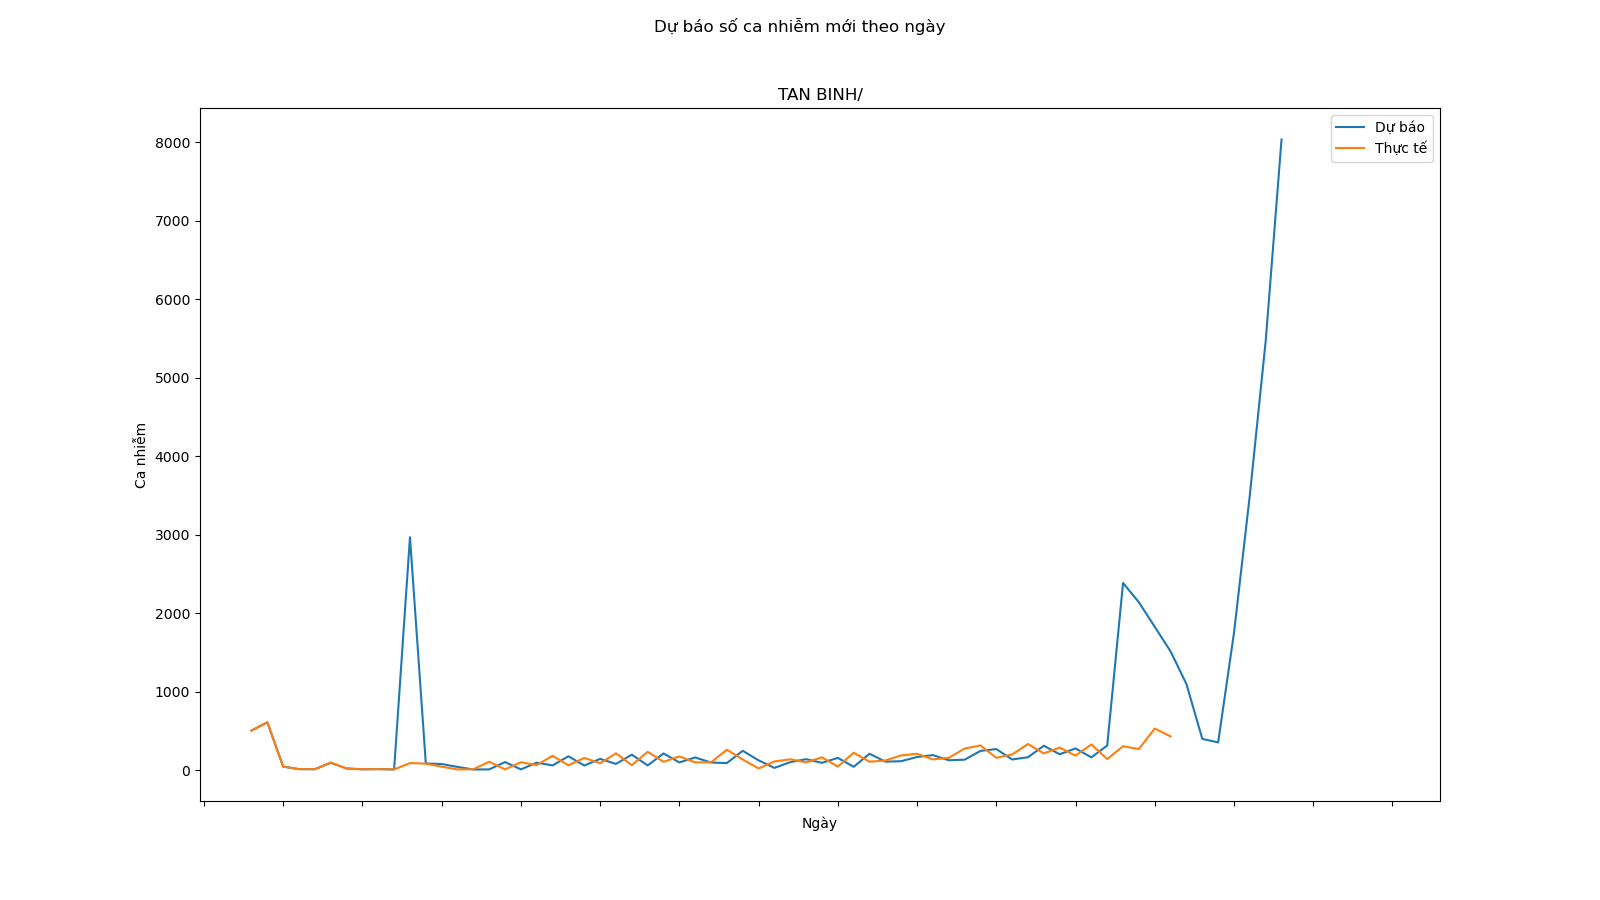 Dự báo số ca nhiễm mới theo ngày
TAN BINH/
Dự báo
Thực tế
8000
7000
6000
5000
4000
3000
2000
1000
0
Ca nhiễm
Ngày